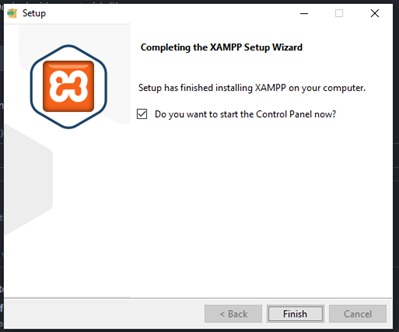 Setup
Completing the XAMPP Setup Wizard
Setup has finished installing XAMPP on your computer.
Do you want to start the Control Panel now?
< Back
Finish
Cancel